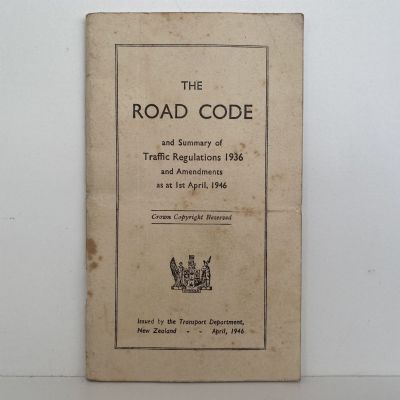 THE
ROAD CODE
and Summary of
Traffic Regulations 1936
and Amendments
as at 1st April, 1946
Crown Copyright Reserved
Issued by the Transport Department,
New Zealand - - April, 1946